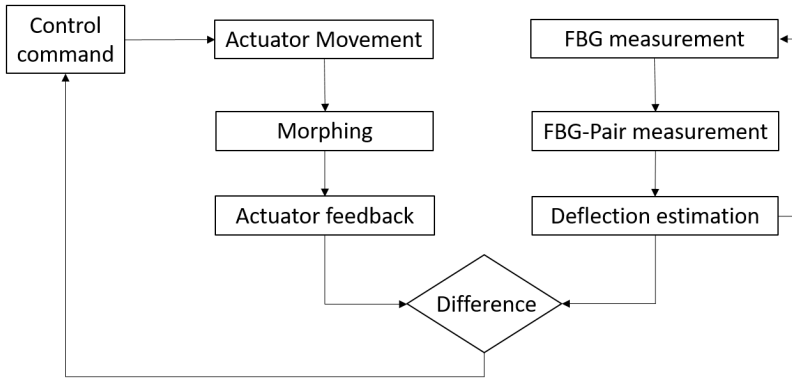 Control
command
Actuator Movement
Morphing
Actuator feedback
FBG measurement
FBG-Pair measurement
Deflection estimation
Difference